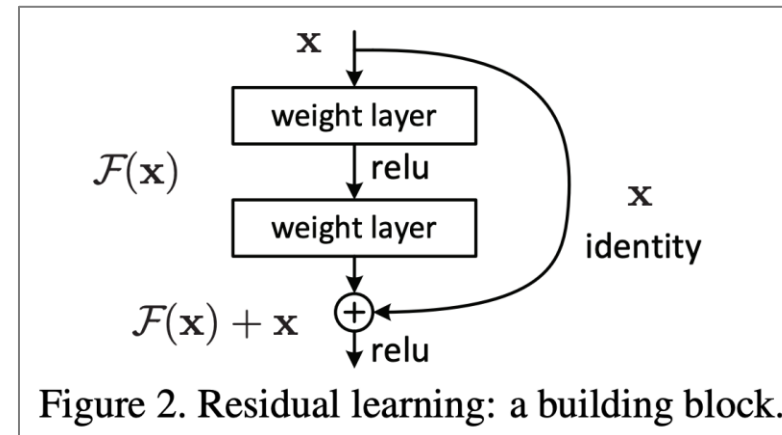 x
weight layer
relu
F(x)
weight layer
x
identity
F(x) + x
relu
Figure 2. Residual learning: a building block.